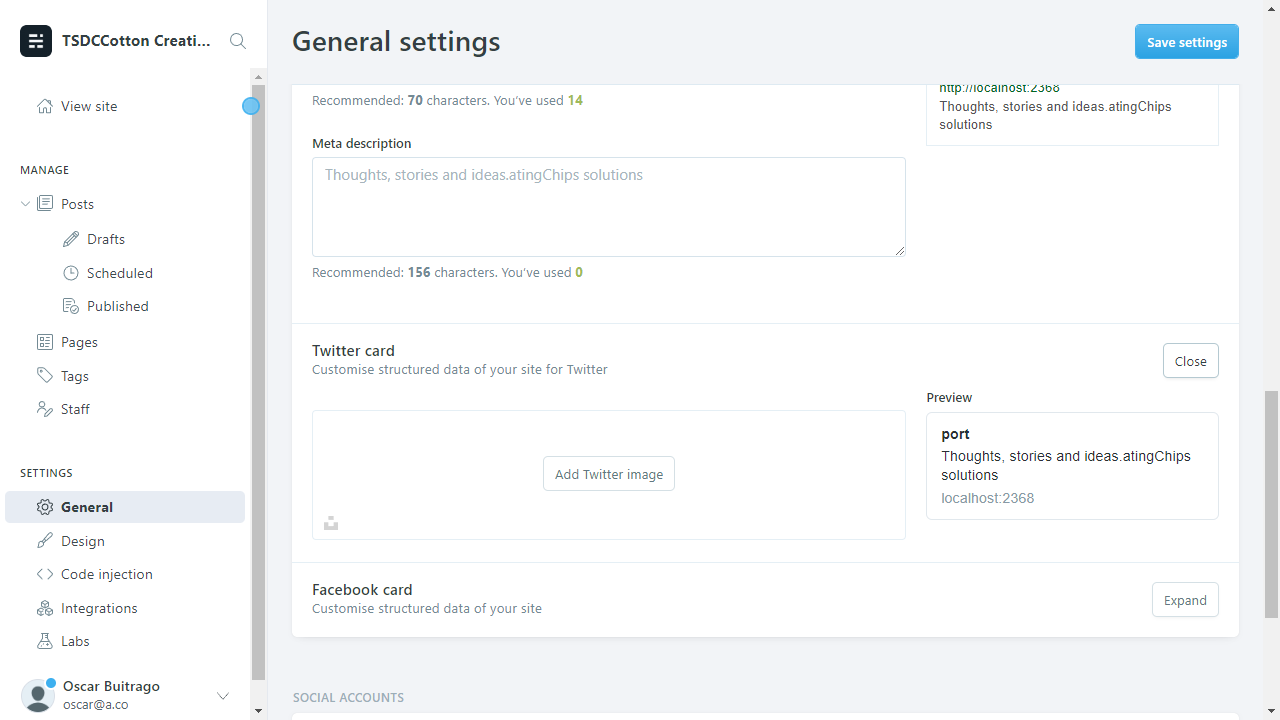 TSDCCotton Creati...
View site
MANAGE
Posts
Drafts
Scheduled
Published
Pages
Tags
Staff
SETTINGS
General
Design
Code injection
Integrations
Labs
Oscar Buitrago
oscar@a.co
General settings
Save settings
Recommended: 70 characters. You've used 14
http://localhost:2368
Thoughts, stories and ideas.atingChips
solutions
Meta description
Thoughts, stories and ideas.atingChips solutions
Recommended: 156 characters. You've used 0
Twitter card
Customise structured data of your site for Twitter
Close
Add Twitter image
Preview
port
Thoughts, stories and ideas.atingChips
solutions
localhost:2368
Facebook card
Customise structured data of your site
Expand
SOCIAL ACCOUNTS